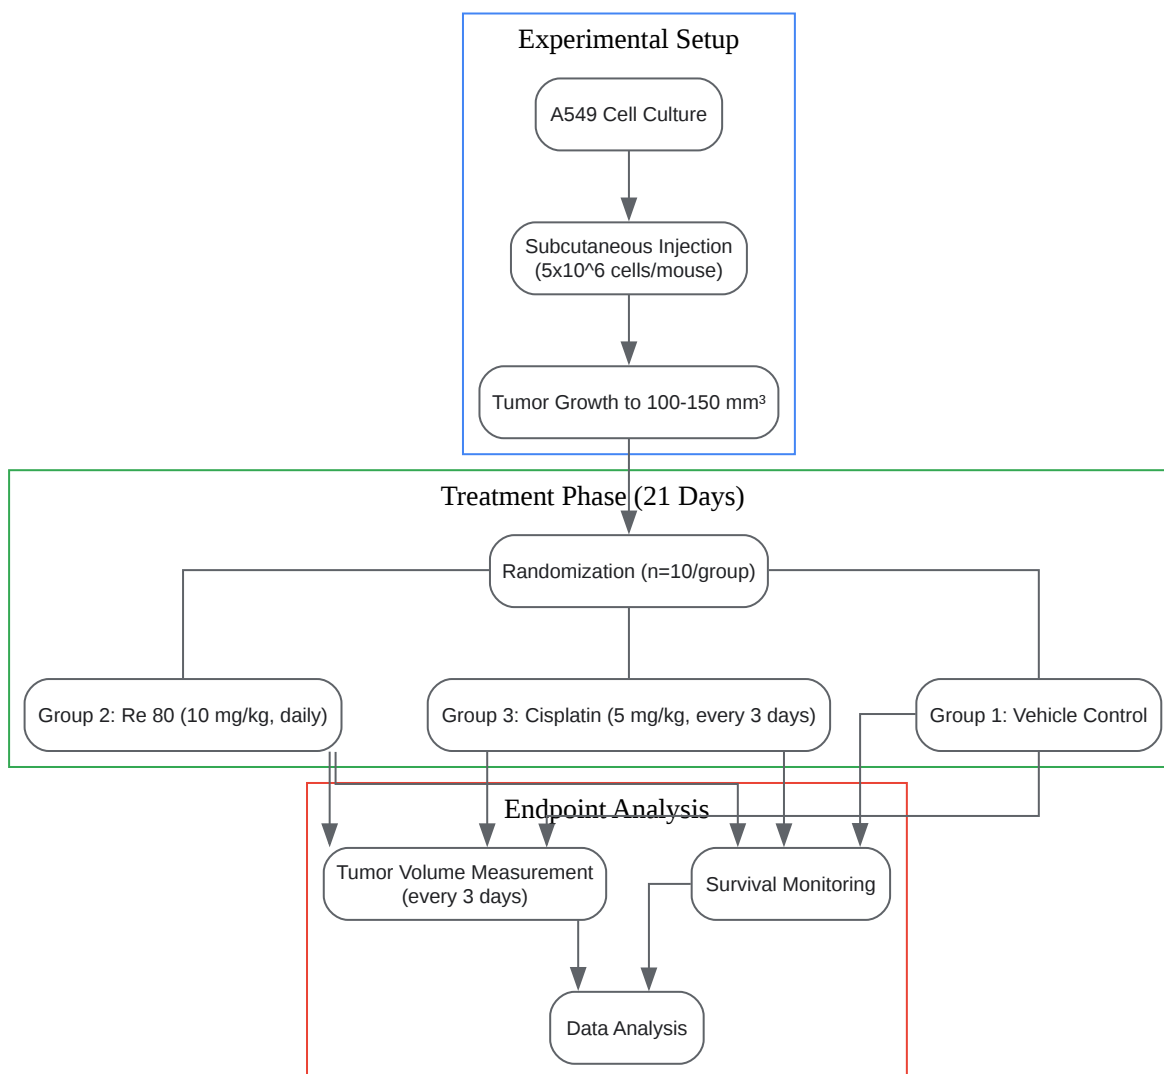 Experimental Setup
A549 Cell Culture
Subcutaneous Injection
(5x10^6 cells/mouse)
Tumor Growth to 100-150 mm³
Treatment Phase (21 Days)
Randomization (n=10/group)
Group 2: Re 80 (10 mg/kg, daily)
Group 3: Cisplatin (5 mg/kg, every 3 days)
Group 1: Vehicle Control
Endpoint Analysis
Tumor Volume Measurement
(every 3 days)
Survival Monitoring
Data Analysis